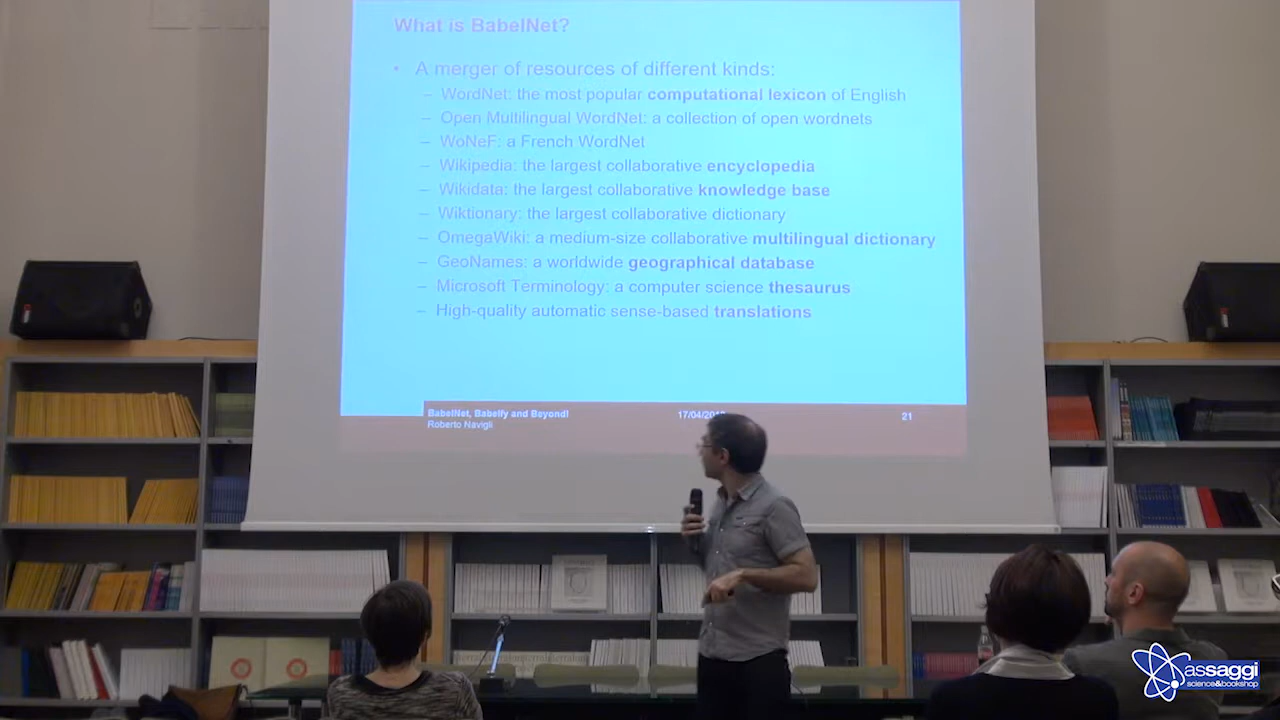 What is BabelNet?
• A merger of resources of different kinds:
– WordNet: the most popular computational lexicon of English
– Open Multilingual WordNet: a collection of open wordnets
– WoNeF: a French WordNet
– Wikipedia: the largest collaborative encyclopedia
– Wikidata: the largest collaborative knowledge base
– Wiktionary: the largest collaborative dictionary
– OmegaWiki: a medium-size collaborative multilingual dictionary
– GeoNames: a worldwide geographical database
– Microsoft Terminology: a computer science thesaurus
– High-quality automatic sense-based translations
BabelNet, Babelfy and Beyond!
Roberto Navigli
21
assaggi
science&bookshop